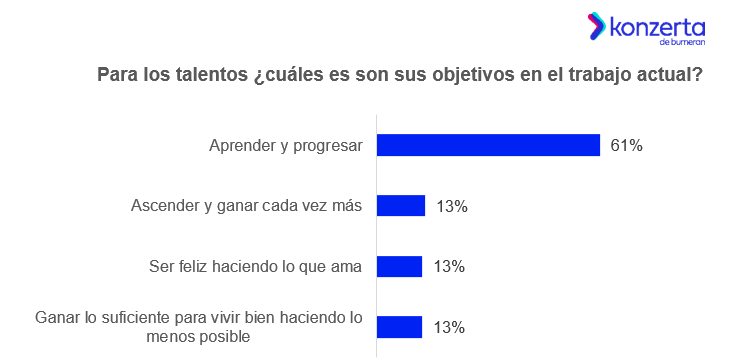 konzerta
de bumeran
Para los talentos ¿cuáles es son sus objetivos en el trabajo actual?
Aprender y progresar
61%
Ascender y ganar cada vez más
13%
Ser feliz haciendo lo que ama
13%
Ganar lo suficiente para vivir bien haciendo lo
menos posible
13%